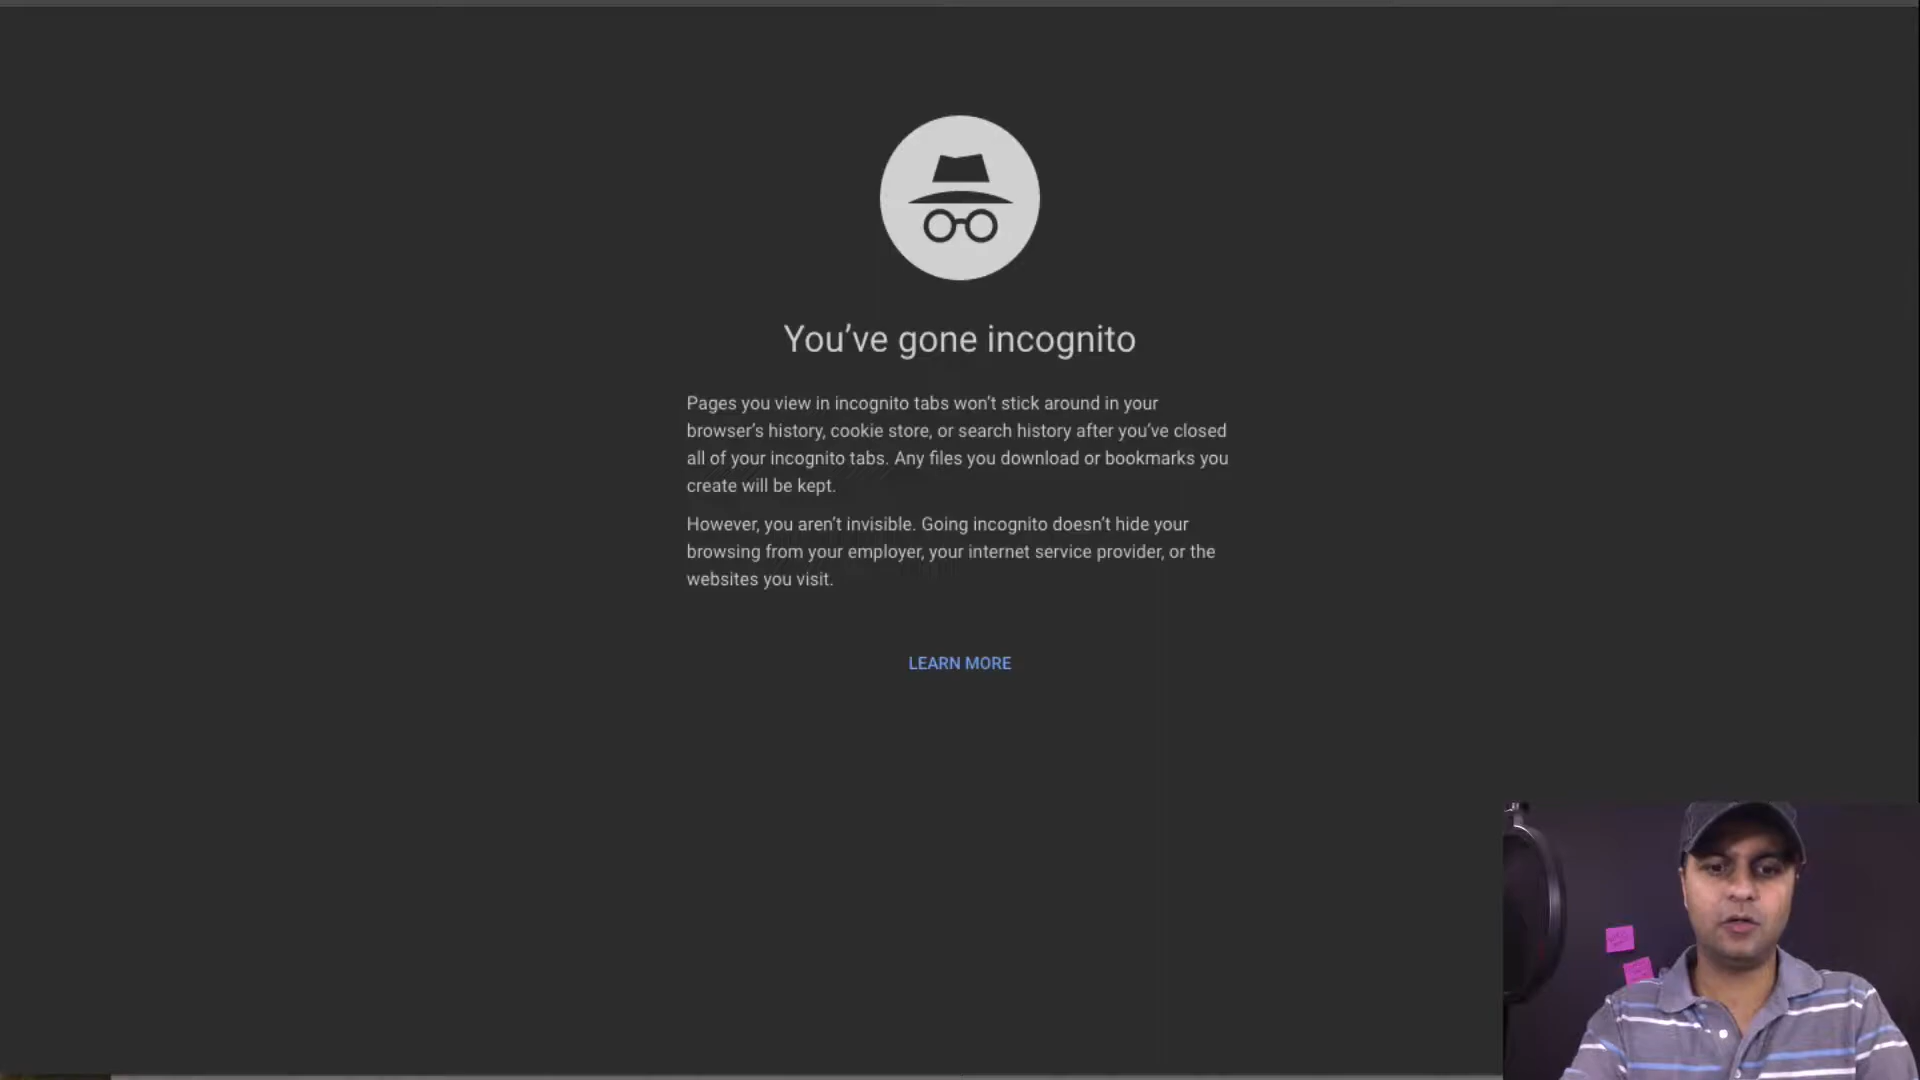 You’ve gone incognito
Pages you view in incognito tabs won’t stick around in your
browser’s history, cookie store, or search history after you’ve closed
all of your incognito tabs. Any files you download or bookmarks you
create will be kept.
However, you aren’t invisible. Going incognito doesn’t hide your
browsing from your employer, your internet service provider, or the
websites you visit.
LEARN MORE